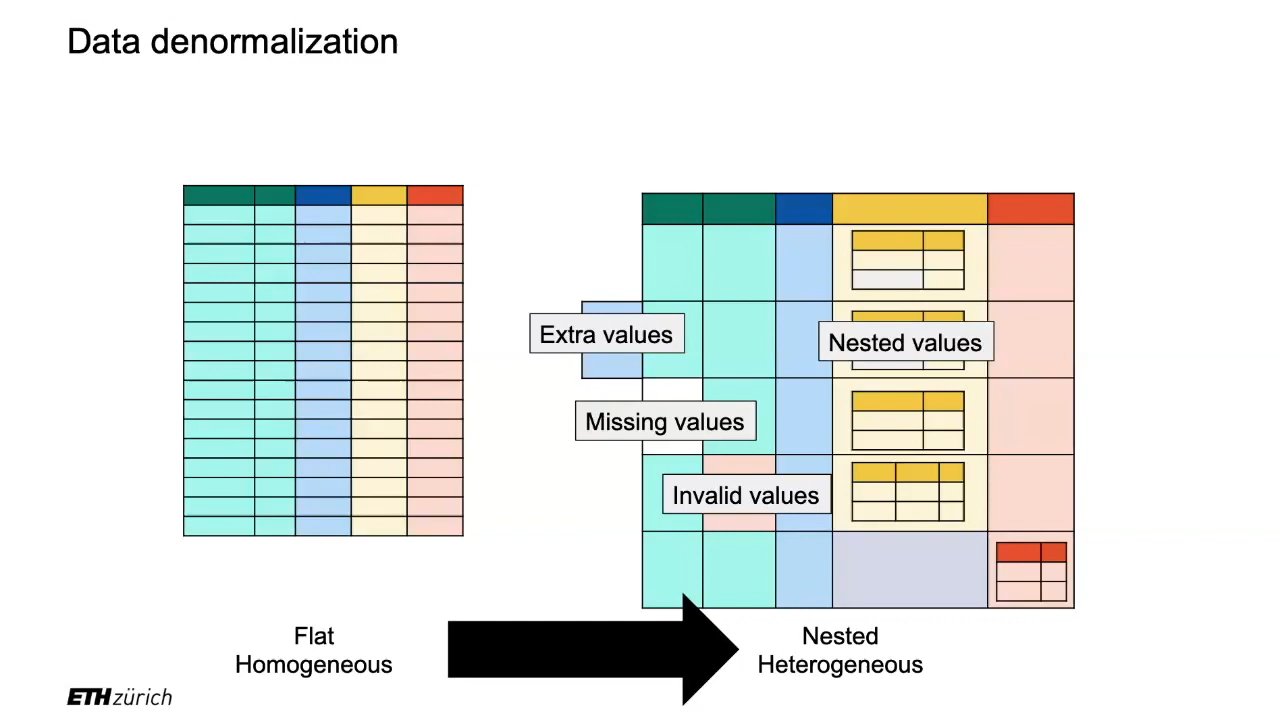 Data denormalization
Extra values
Nested values
Missing values
Invalid values
Flat
Homogeneous
Nested
Heterogeneous
ETH zürich